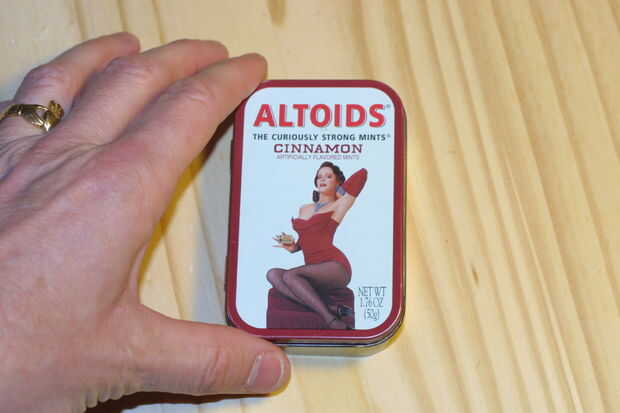 ALTOIDS®
THE CURIOUSLY STRONG MINTS®
CINNAMON
ARTIFICIALLY FLAVORED MINTS
NET WT
1.76 OZ
(50g)